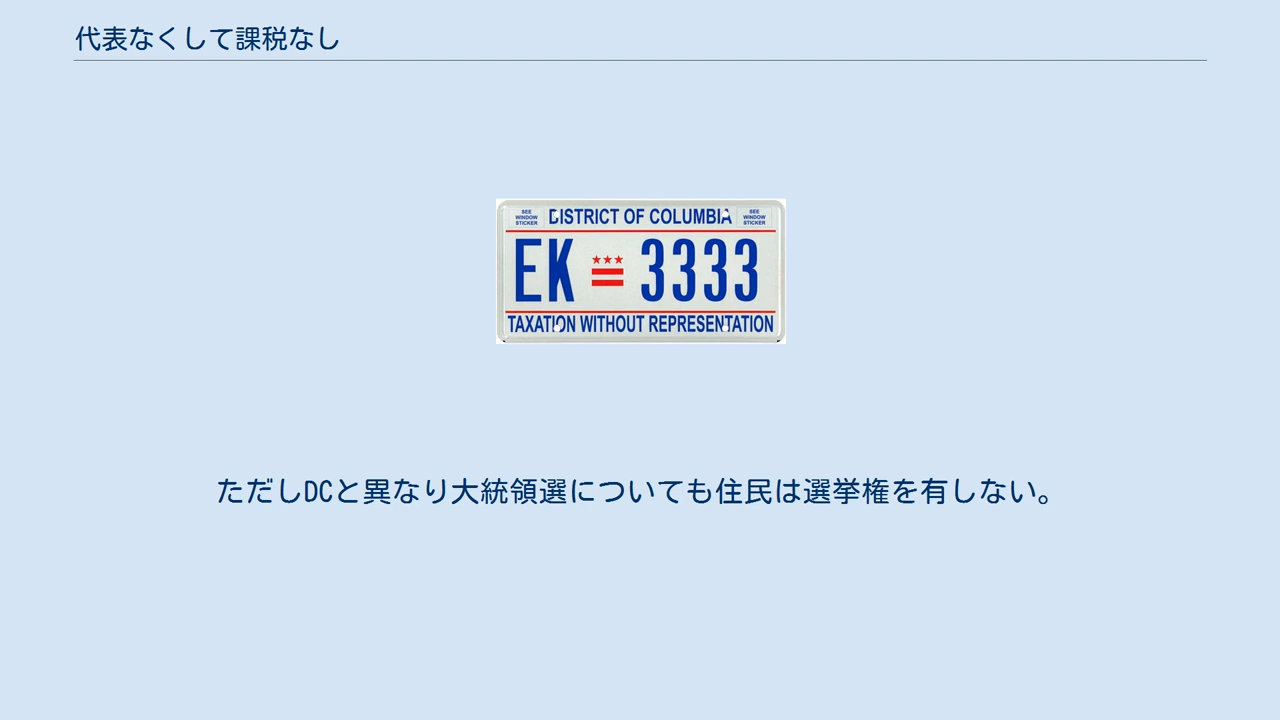 代表なくして課税なし
SEE
WINDOW
STICKER
DISTRICT OF COLUMBIA
SEE
WINDOW
STICKER
EK 3333
TAXATION WITHOUT REPRESENTATION
ただしDCと異なり大統領選についても住民は選挙権を有しない。